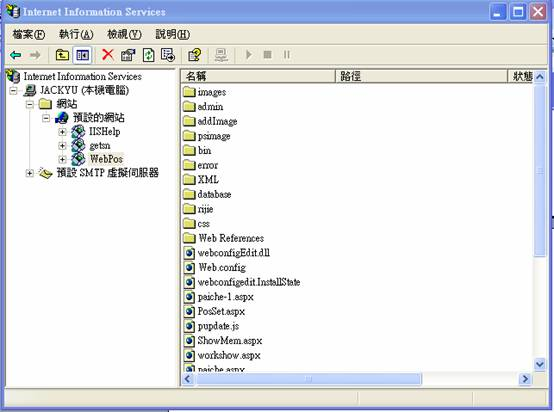 Internet Information Services
檔案(F) 執行(A) 檢視(V) 說明(H)
Internet Information Services
JACKYU (本機電腦)
網站
預設的網站
IISHelp
getsn
WebPos
預設 SMTP 虛擬伺服器
名稱 路徑 狀態
images
admin
addImage
psimage
bin
error
XML
database
rijie
css
Web References
webconfigEdit.dll
Web.config
webconfigedit.InstallState
paiche-1.aspx
PosSet.aspx
pupdate.js
ShowMem.aspx
workshow.aspx
paiche.aspx